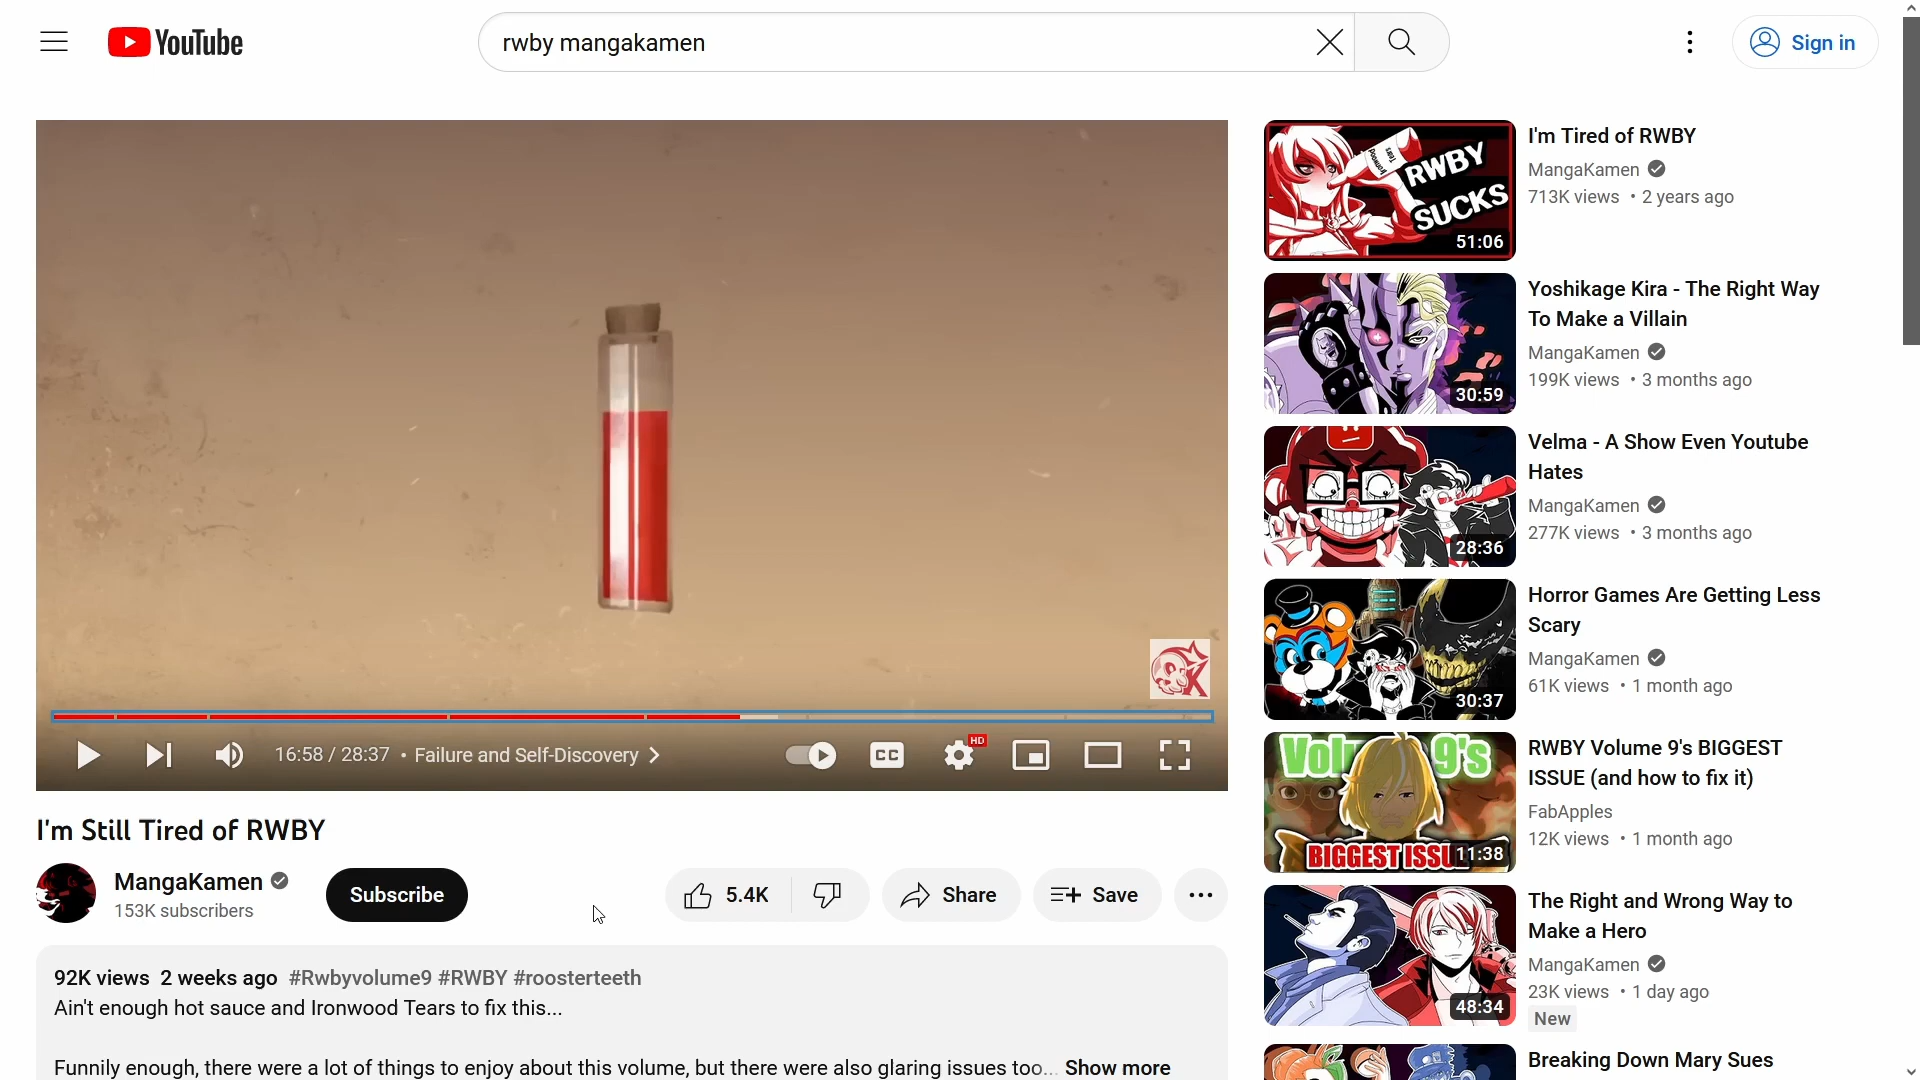 YouTube
rwby mangakamen
Sign in
HD
16:58 / 28:37 • Failure and Self-Discovery
CC
I'm Still Tired of RWBY
MangaKamen
153K subscribers
Subscribe
5.4K
Share
Save
92K views 2 weeks ago #Rwbyvolume9 #RWBY #roosterteeth
Ain't enough hot sauce and Ironwood Tears to fix this...
Funnily enough, there were a lot of things to enjoy about this volume, but there were also glaring issues too... Show more
Ironwood
Tears
RWBY
SUCKS
51:06
I'm Tired of RWBY
MangaKamen
713K views • 2 years ago
30:59
Yoshikage Kira - The Right Way
To Make a Villain
MangaKamen
199K views • 3 months ago
28:36
Velma - A Show Even Youtube
Hates
MangaKamen
277K views • 3 months ago
30:37
Horror Games Are Getting Less
Scary
MangaKamen
61K views • 1 month ago
9's
BIGGEST ISSU
11:38
RWBY Volume 9's BIGGEST
ISSUE (and how to fix it)
FabApples
12K views • 1 month ago
48:34
The Right and Wrong Way to
Make a Hero
MangaKamen
23K views • 1 day ago
New
Breaking Down Mary Sues